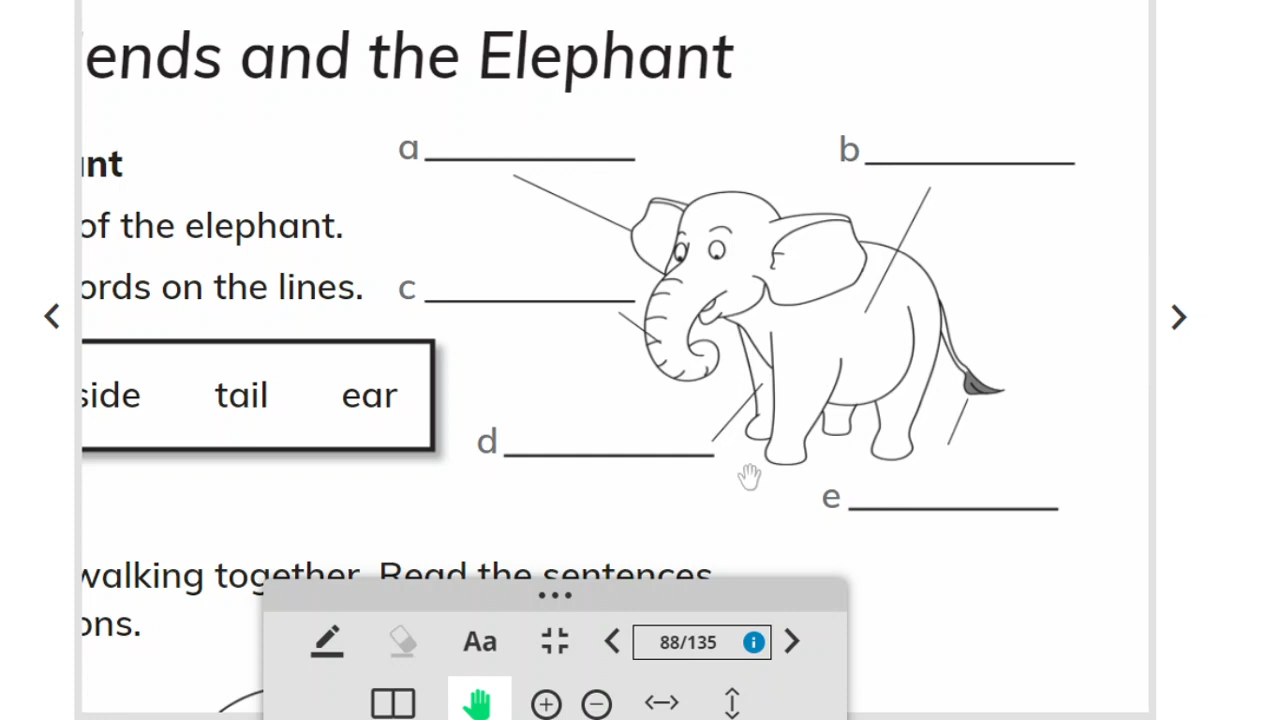 ends and the Elephant
a
b
nt
of the elephant.
ords on the lines.
c
side tail ear
d
e
walking together. Read the sentences
ons.
Aa
88/135